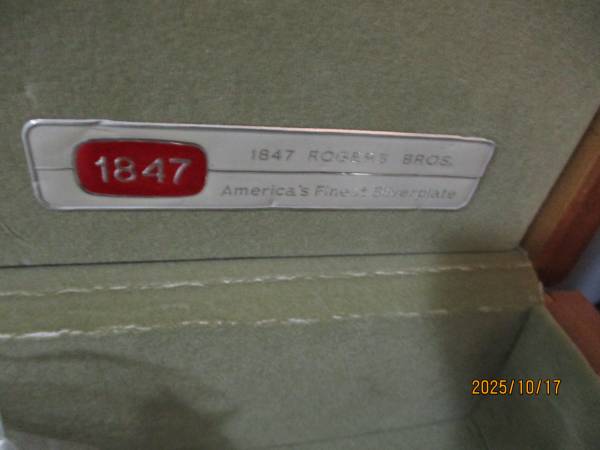 1847
1847 ROGERS BROS.
America's Finest Silverplate
2025/10/17